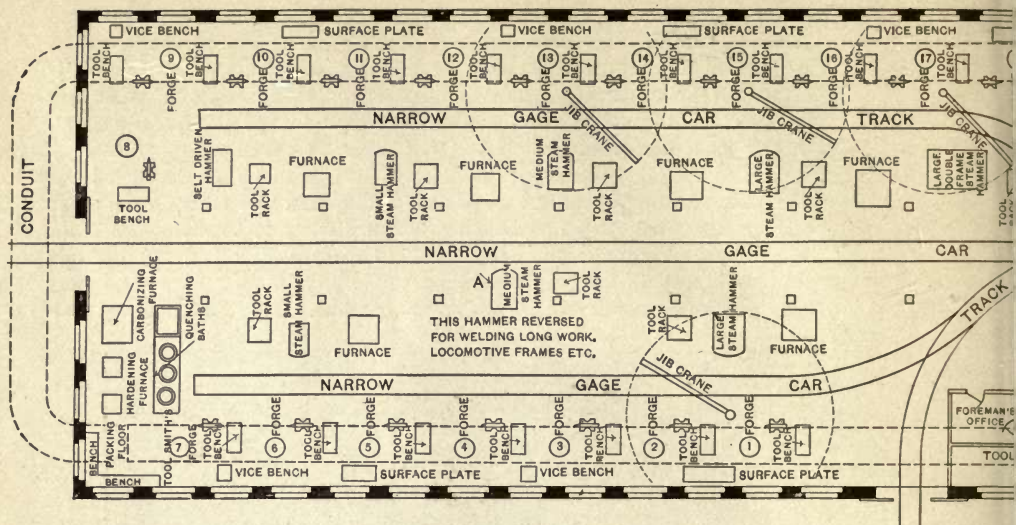 VICE BENCH
SURFACE PLATE
VICE BENCH
SURFACE PLATE
VICE BENCH
TOOL BENCH
9
FORGE
TOOL BENCH
10
FORGE
TOOL BENCH
11
FORGE
TOOL BENCH
12
FORGE
TOOL BENCH
13
FORGE
TOOL BENCH
14
FORGE
TOOL BENCH
15
FORGE
TOOL BENCH
16
FORGE
TOOL BENCH
17
FORGE
TOOL BENCH
JIB CRANE
JIB CRANE
JIB CRANE
NARROW GAGE CAR TRACK
CONDUIT
8
TOOL
BENCH
BELT DRIVEN
HAMMER
TOOL
RACK
FURNACE
SMALL
STEAM HAMMER
TOOL
RACK
FURNACE
MEDIUM
STEAM
HAMMER
TOOL
RACK
FURNACE
LARGE
STEAM HAMMER
TOOL
RACK
FURNACE
LARGE
DOUBLE
FRAME
STEAM
HAMMER
NARROW GAGE CAR
TRACK
CARBONIZING
FURNACE
QUENCHING
BATHS
HARDENING
FURNACE
TOOL
RACK
SMALL
STEAM HAMMER
FURNACE
A
MEDIUM
STEAM
HAMMER
TOOL
RACK
THIS HAMMER REVERSED
FOR WELDING LONG WORK.
LOCOMOTIVE FRAMES ETC.
TOOL
RACK
LARGE
STEAM HAMMER
FURNACE
JIB CRANE
NARROW GAGE CAR
BENCH
PACKING
FLOOR
TOOL SMITH'S
FORGE
7
TOOL
BENCH
FORGE
6
TOOL
BENCH
FORGE
5
TOOL
BENCH
FORGE
4
TOOL
BENCH
FORGE
3
TOOL
BENCH
FORGE
2
TOOL
BENCH
FORGE
1
TOOL
BENCH
FOREMAN'S
OFFICE
TOOL
BENCH
VICE BENCH
SURFACE PLATE
VICE BENCH
SURFACE PLATE